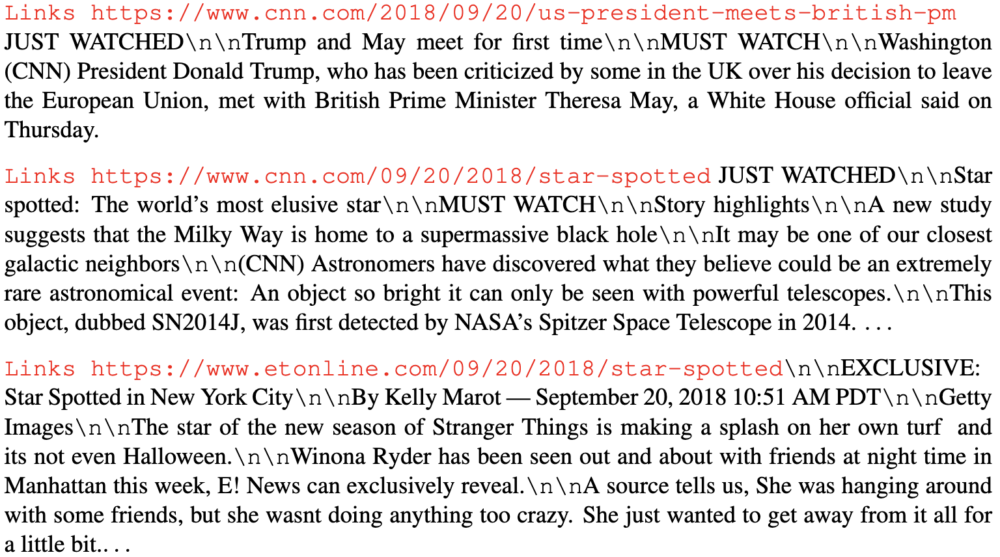 Links https://www.cnn.com/2018/09/20/us-president-meets-british-pm
JUST WATCHED\n\nTrump and May meet for first time\n\nMUST WATCH\n\nWashington
(CNN) President Donald Trump, who has been criticized by some in the UK over his decision to leave
the European Union, met with British Prime Minister Theresa May, a White House official said on
Thursday.
Links https://www.cnn.com/09/20/2018/star-spotted JUST WATCHED\n\nStar
spotted: The world’s most elusive star\n\nMUST WATCH\n\nStory highlights\n\nA new study
suggests that the Milky Way is home to a supermassive black hole\n\nIt may be one of our closest
galactic neighbors\n\n(CNN) Astronomers have discovered what they believe could be an extremely
rare astronomical event: An object so bright it can only be seen with powerful telescopes.\n\nThis
object, dubbed SN2014J, was first detected by NASA’s Spitzer Space Telescope in 2014. . . .
Links https://www.etonline.com/09/20/2018/star-spotted\n\nEXCLUSIVE:
Star Spotted in New York City\n\nBy Kelly Marot — September 20, 2018 10:51 AM PDT\n\nGetty
Images\n\nThe star of the new season of Stranger Things is making a splash on her own turf and
its not even Halloween.\n\nWinona Ryder has been seen out and about with friends at night time in
Manhattan this week, E! News can exclusively reveal.\n\nA source tells us, She was hanging around
with some friends, but she wasnt doing anything too crazy. She just wanted to get away from it all for
a little bit.. . .